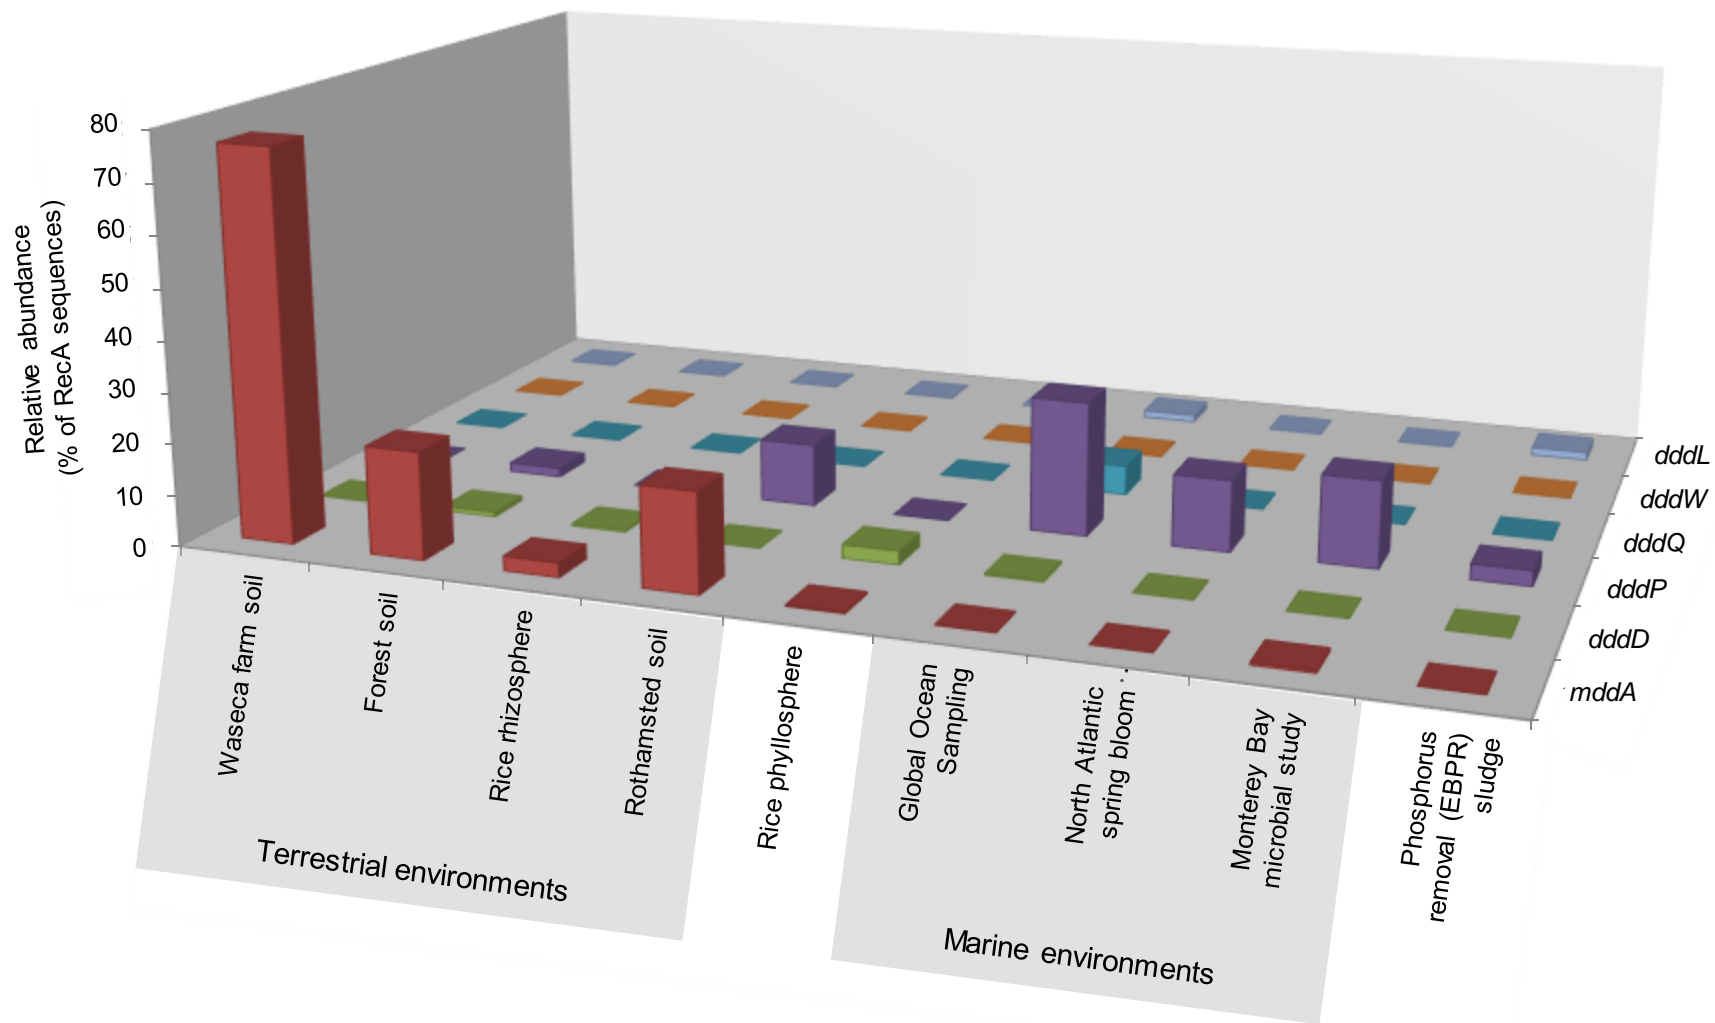 80
70
60
50
40
30
20
10
0
Relative abundance
(% of RecA sequences)
dddL
dddW
dddQ
dddP
dddD
mddA
Waseca farm soil
Forest soil
Rice rhizosphere
Rothamsted soil
Rice phyllosphere
Global Ocean
Sampling
North Atlantic
spring bloom
Monterey Bay
microbial study
Phosphorus
removal (EBPR)
sludge
Terrestrial environments
Marine environments